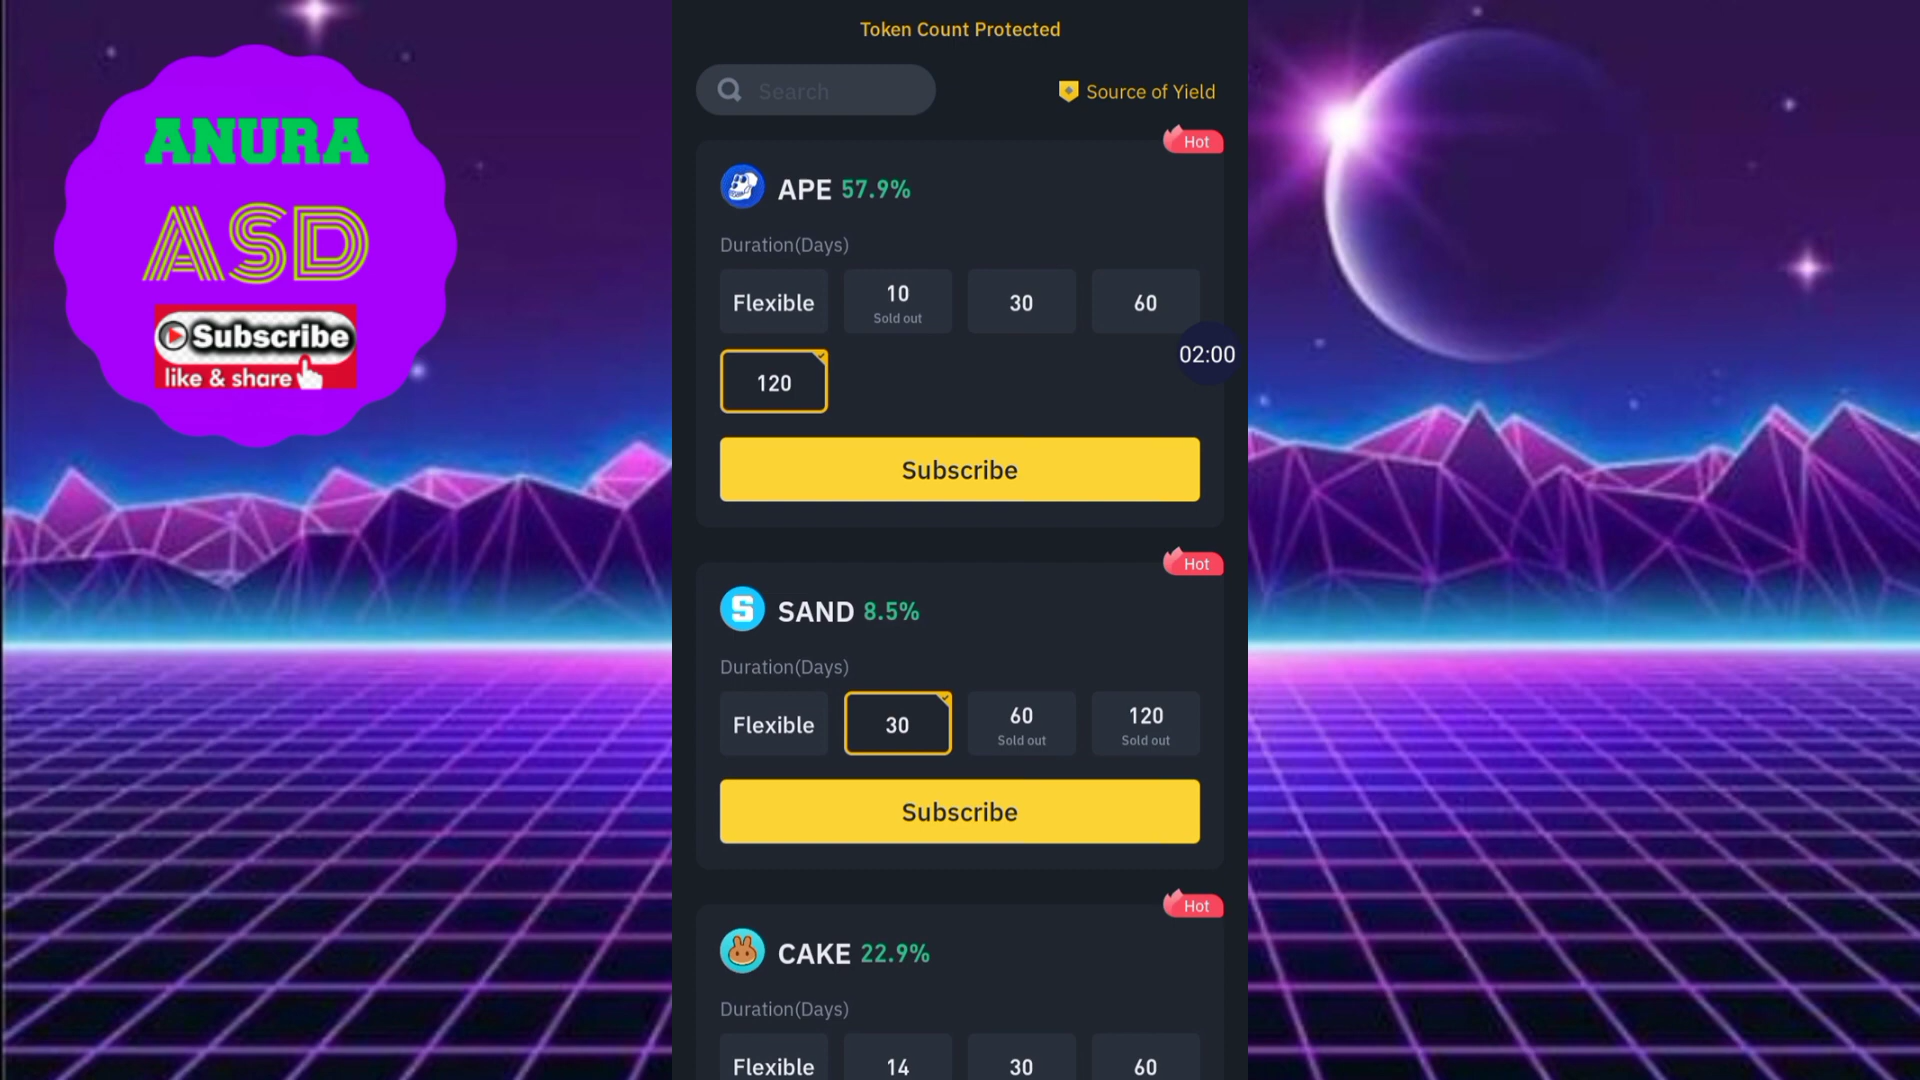 ANURA
ASD
Subscribe
like & share
Token Count Protected
Search
Source of Yield
Hot
APE 57.9%
Duration(Days)
Flexible
10
Sold out
30
60
02:00
120
Subscribe
Hot
SAND 8.5%
Duration(Days)
Flexible
30
60
Sold out
120
Sold out
Subscribe
Hot
CAKE 22.9%
Duration(Days)
Flexible
14
30
60